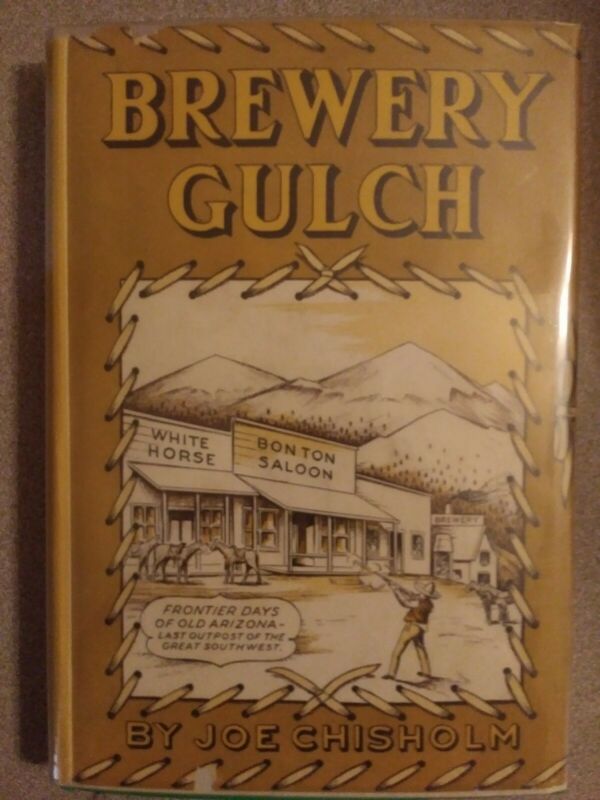 BREWERY
GULCH
WHITE
HORSE
BON TON
SALOON
BREWERY
FRONTIER DAYS
OF OLD ARIZONA-
LAST OUTPOST OF THE
GREAT SOUTHWEST.
BY JOE CHISHOLM